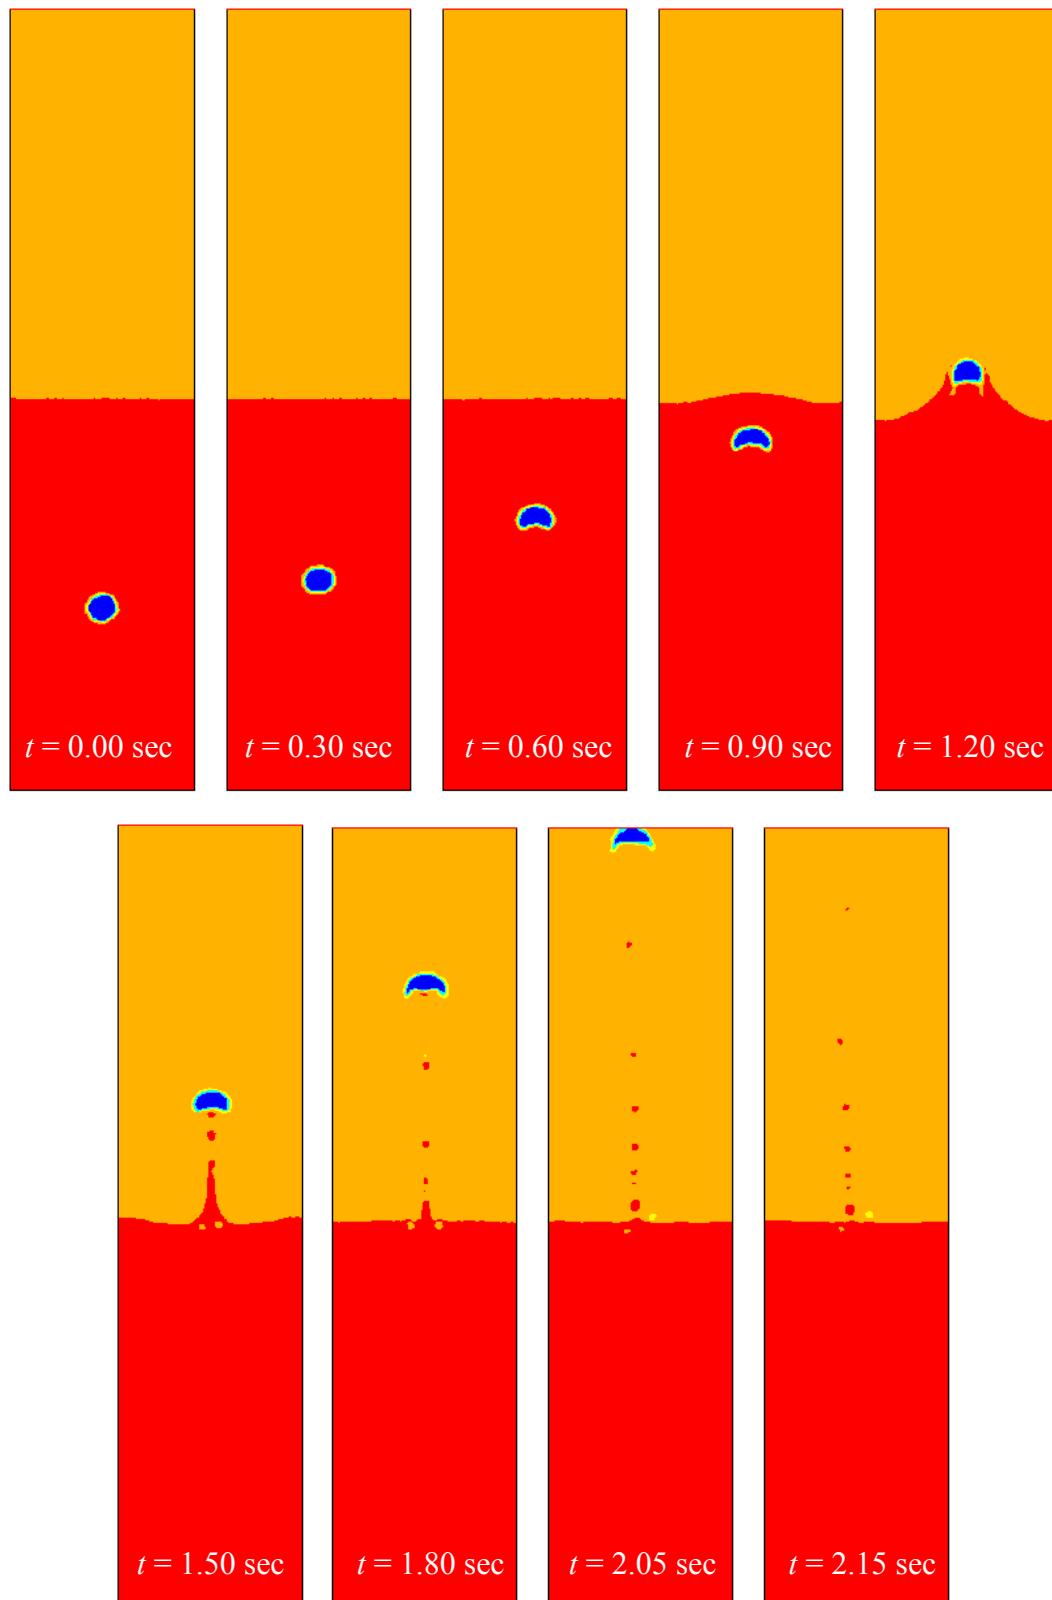 t = 0.00 sec
t = 0.30 sec
t = 0.60 sec
t = 0.90 sec
t = 1.20 sec
t = 1.50 sec
t = 1.80 sec
t = 2.05 sec
t = 2.15 sec